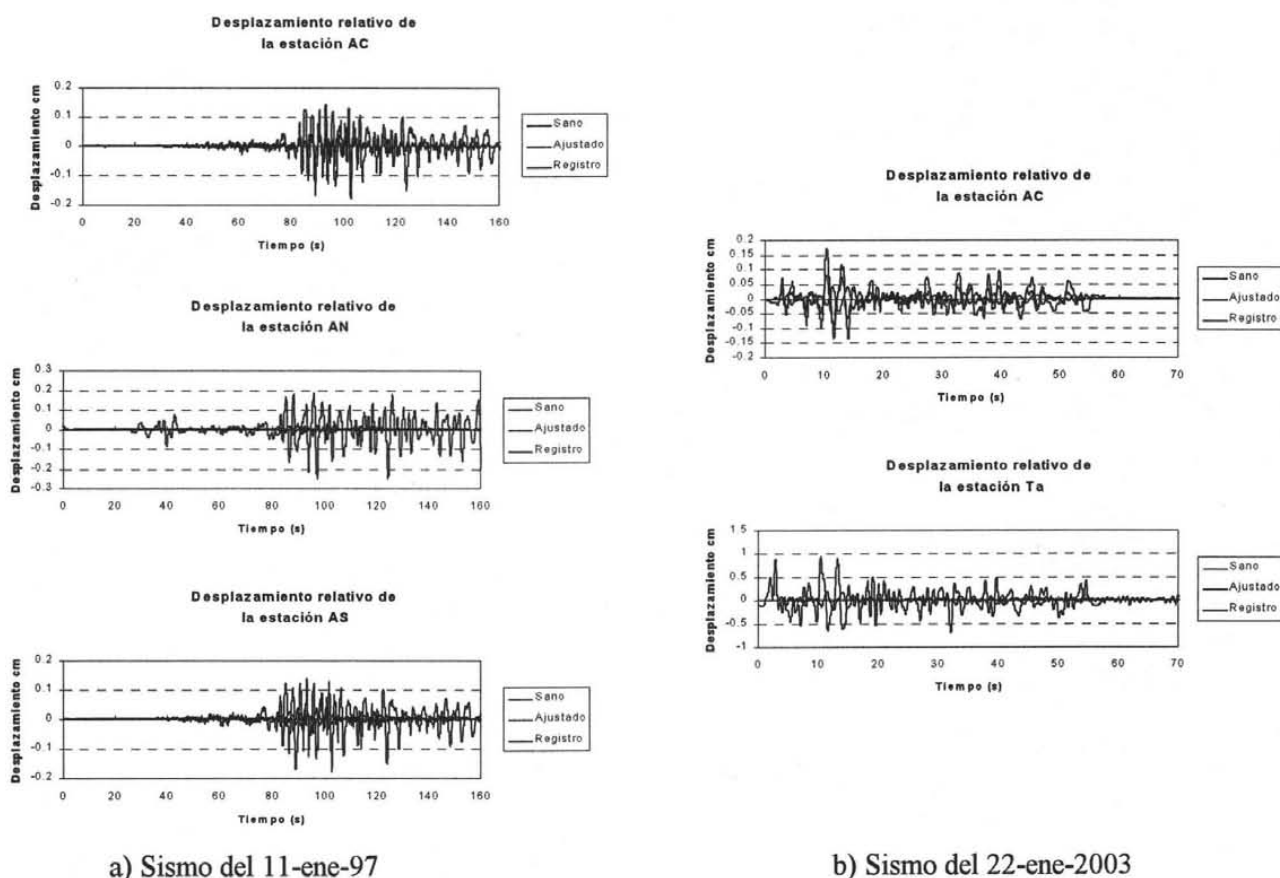 Desplazamiento relativo de
la estación AC
Desplazamiento cm
0.2
0.1
0
-0.1
-0.2
0 20 40 60 80 100 120 140 160
Tiempo (s)
Sano
Ajustado
Registro
Desplazamiento relativo de
la estación AN
Desplazamiento cm
0.3
0.2
0.1
0
-0.1
-0.2
-0.3
0 20 40 60 80 100 120 140 160
Tiempo (s)
Sano
Ajustado
Registro
Desplazamiento relativo de
la estación AS
Desplazamiento cm
0.2
0.1
0
-0.1
-0.2
0 20 40 60 80 100 120 140 160
Tiempo (s)
Sano
Ajustado
Registro
a) Sismo del 11-ene-97
Desplazamiento relativo de
la estación AC
Desplazamiento cm
0.2
0.15
0.1
0.05
0
-0.05
-0.1
-0.15
-0.2
0 10 20 30 40 50 60 70
Tiempo (s)
Sano
Ajustado
Registro
Desplazamiento relativo de
la estación Ta
Desplazamiento cm
1.5
1
0.5
0
-0.5
-1
0 10 20 30 40 50 60 70
Tiempo (s)
Sano
Ajustado
Registro
b) Sismo del 22-ene-2003